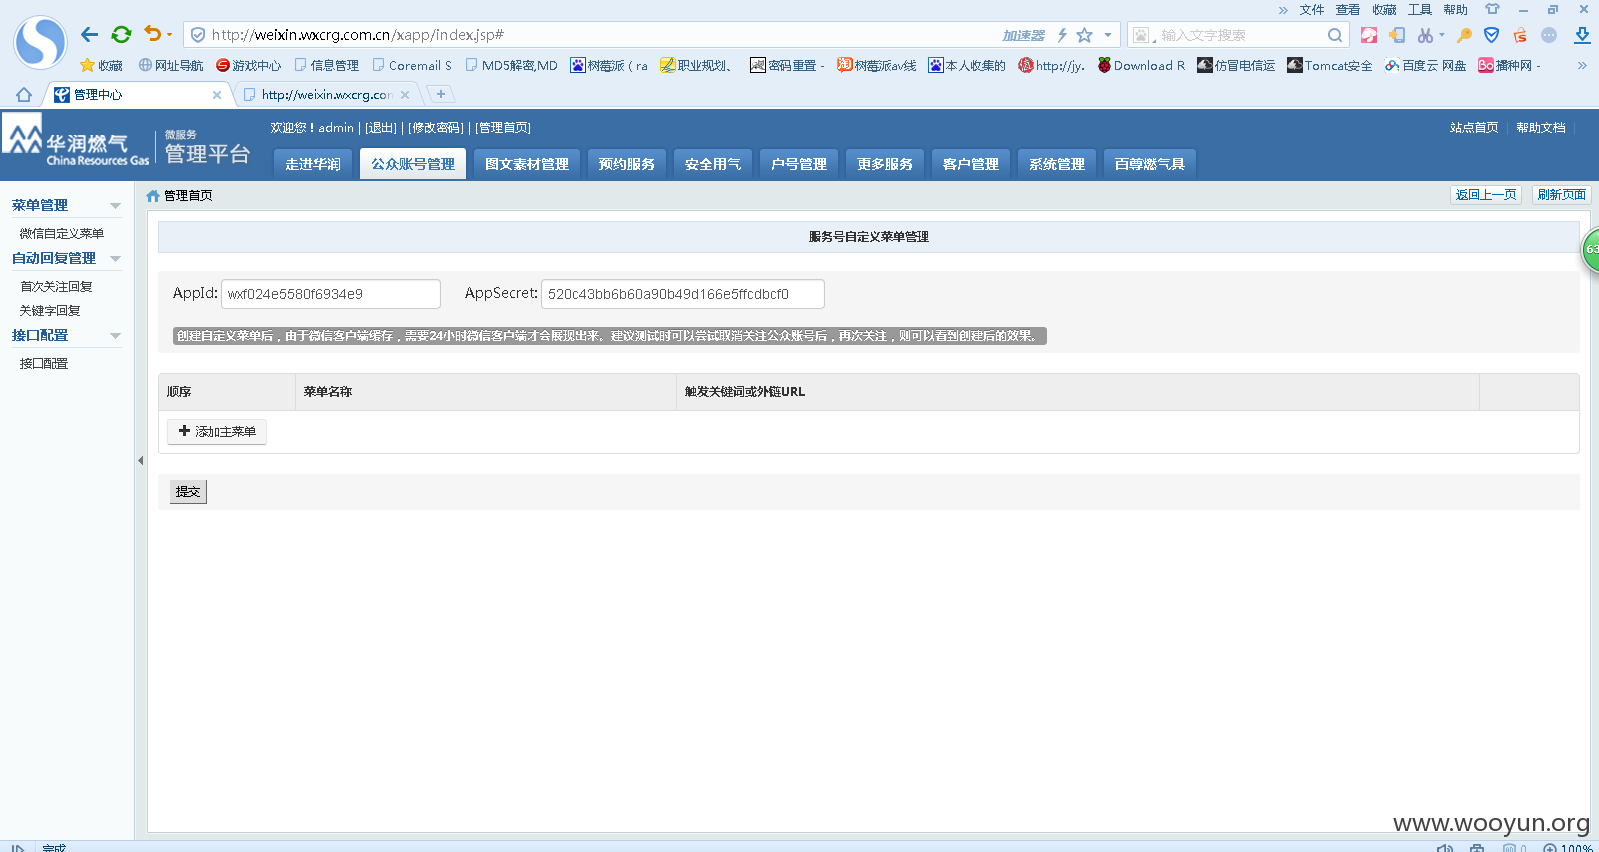 » 文件 查看 收藏 工具 帮助
http://weixin.wxcrg.com.cn/xapp/index.jsp# 加速器 输入文字搜索
收藏 网址导航 游戏中心 信息管理 Coremail S MD5解密,MD 树莓派（ra 职业规划、 密码重置 - 树莓派av线 本人收集的 http://jy. Download R 仿冒电信运 Tomcat安全 百度云 网盘 播种网 - »
管理中心 http://weixin.wxcrg.con
华润燃气 China Resources Gas 微服务 管理平台
欢迎您！admin | [退出] | [修改密码] | [管理首页] 站点首页 帮助文档
走进华润 公众账号管理 图文素材管理 预约服务 安全用气 户号管理 更多服务 客户管理 系统管理 百尊燃气具
菜单管理
微信自定义菜单
自动回复管理
首次关注回复
关键字回复
接口配置
接口配置
管理首页 返回上一页 刷新页面
服务号自定义菜单管理
63
AppId: wxf024e5580f6934e9 AppSecret: 520c43bb6b60a90b49d166e5ffcdbcf0
创建自定义菜单后，由于微信客户端缓存，需要24小时微信客户端才会展现出来。建议测试时可以尝试取消关注公众账号后，再次关注，则可以看到创建后的效果。
顺序 菜单名称 触发关键词或外链URL
添加主菜单
提交
www.wooyun.org
完成 0 100%